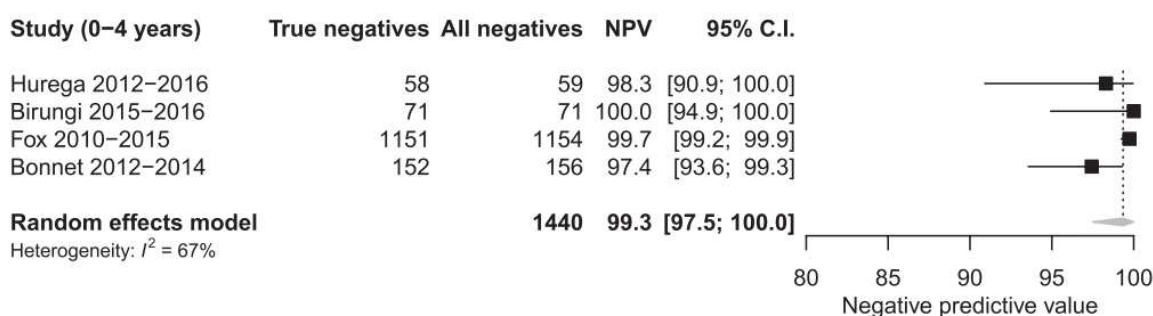 Study (0−4 years) True negatives All negatives NPV 95% C.I.
Hurega 2012−2016 58 59 98.3 [90.9; 100.0]
Birungi 2015−2016 71 71 100.0 [94.9; 100.0]
Fox 2010−2015 1151 1154 99.7 [99.2; 99.9]
Bonnet 2012−2014 152 156 97.4 [93.6; 99.3]
Random effects model 1440 99.3 [97.5; 100.0]
Heterogeneity: I² = 67%
80 85 90 95 100
Negative predictive value